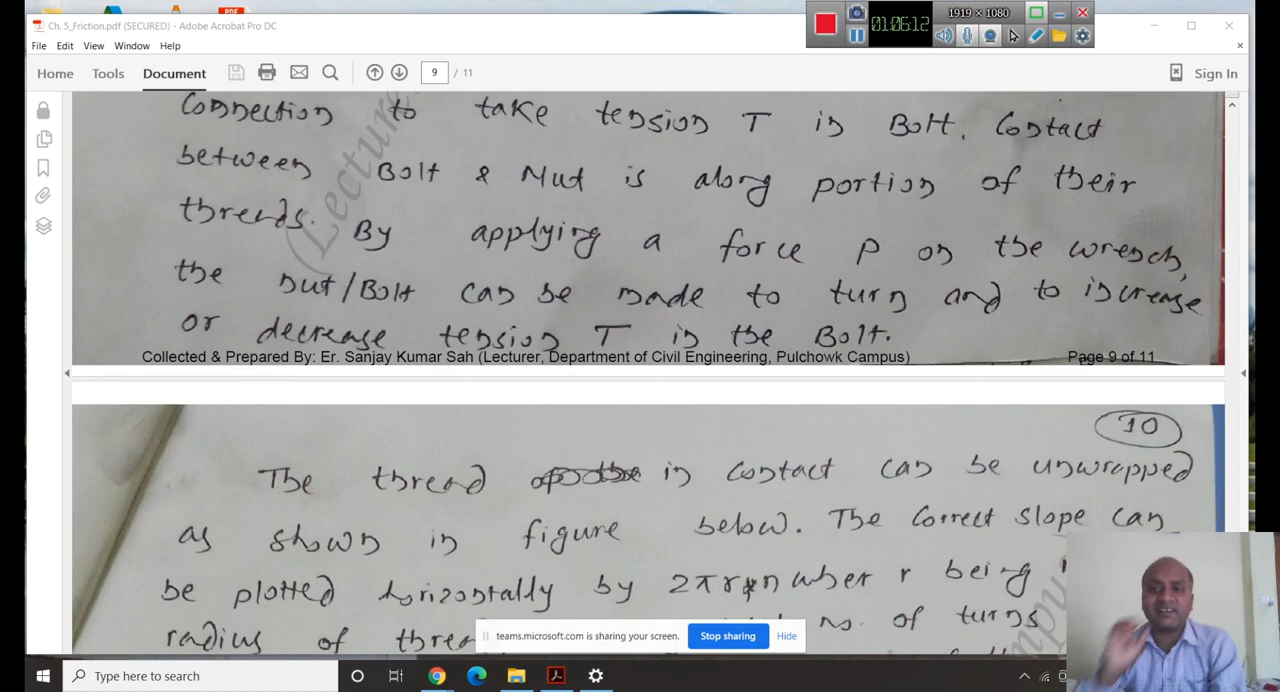 PDF
Ch. 5_Friction.pdf (SECURED) - Adobe Acrobat Pro DC
01:06:12
1919 × 1080
File Edit View Window Help
Home Tools Document
9 / 11
Sign In
Connection to take tension T in Bolt. Contact
between Bolt & Nut is along portion of their
threads. By applying a force P on the wrench,
the nut/Bolt can be made to turn and to increase
or decrease tension T in the Bolt.
(Lecture
Collected & Prepared By: Er. Sanjay Kumar Sah (Lecturer, Department of Civil Engineering, Pulchowk Campus)
Page 9 of 11
10
The thread in contact can be unwrapped
as shown in figure below. The correct slope can
be plotted horizontally by 2πr*n wher r being
radius of thre no. of turns
teams.microsoft.com is sharing your screen. Stop sharing Hide
Type here to search